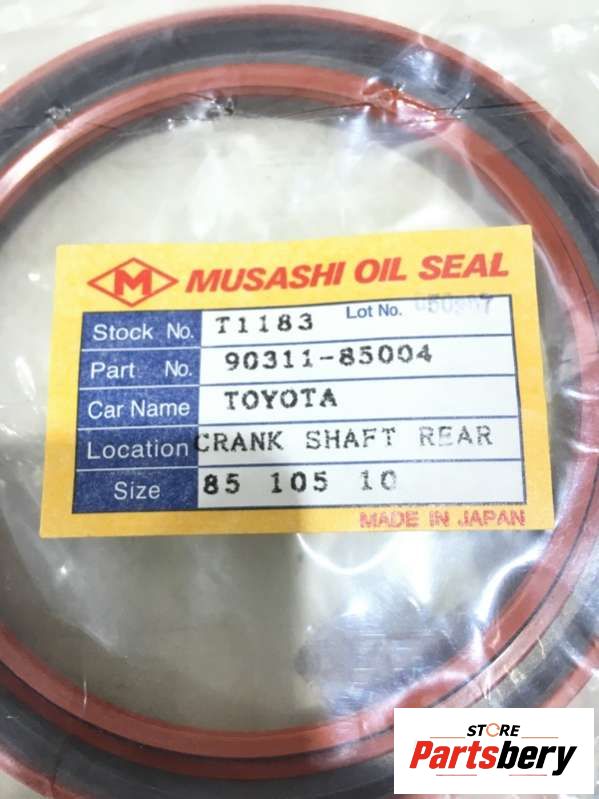 M MUSASHI OIL SEAL
Stock No. T1183 Lot No.
Part No. 90311-85004
Car Name TOYOTA
Location CRANK SHAFT REAR
Size 85 105 10
MADE IN JAPAN
STORE
Partsbery